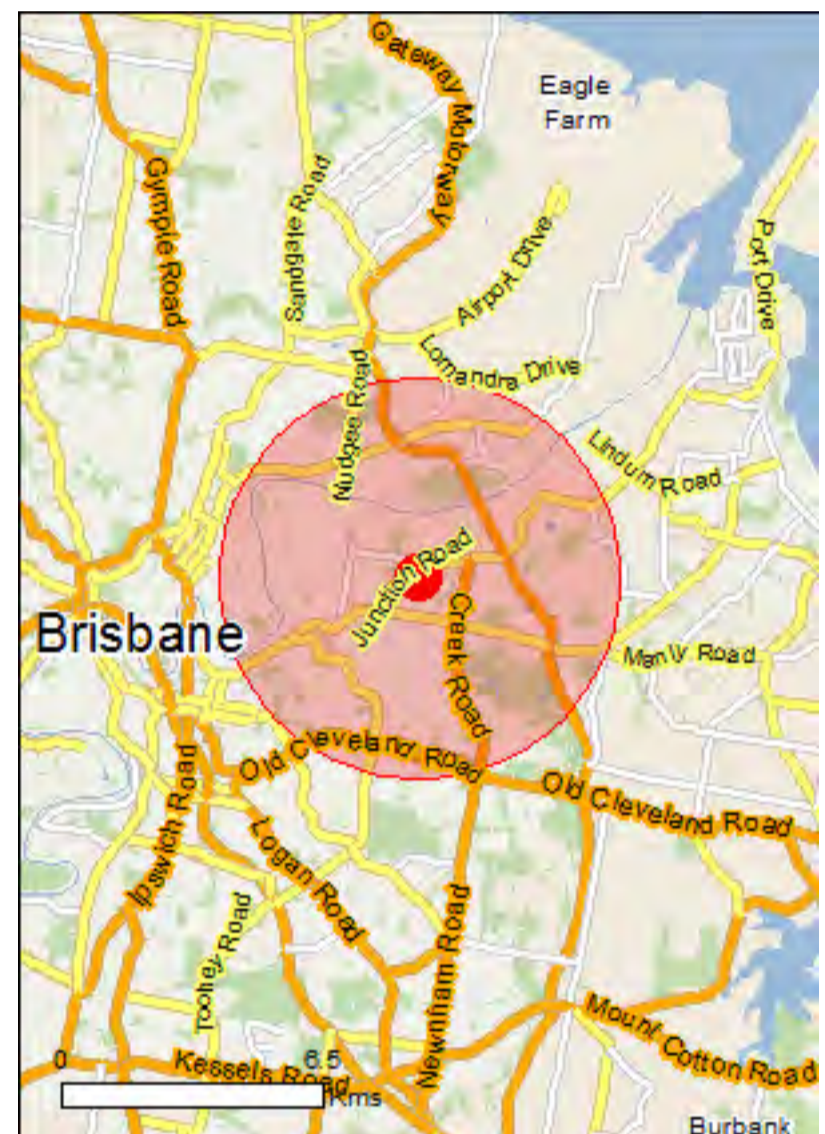 Gateway Motorway
Eagle
Farm
Gympie Road
Sandgate Road
Airport Drive
Port Drive
Lomandra Drive
Nudgee Road
Lindum Road
Junction Road
Brisbane
Creek Road
Manly Road
Old Cleveland Road
Old Cleveland Road
Ipswich Road
Logan Road
Toohey Road
Newnham Road
Mount Cotton Road
0
6.5
Kessels Road
Kms
Burbank